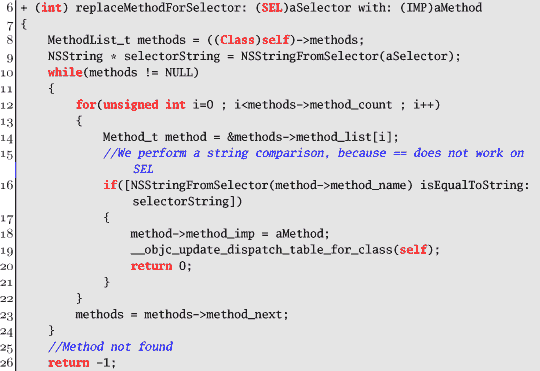 6 + (int) replaceMethodForSelector: (SEL)aSelector with: (IMP)aMethod
7 {
8     MethodList_t methods = ((Class)self)->methods;
9     NSString * selectorString = NSStringFromSelector(aSelector);
10     while(methods != NULL)
11     {
12         for(unsigned int i=0 ; i<methods->method_count ; i++)
13         {
14             Method_t method = &methods->method_list[i];
15             //We perform a string comparison, because == does not work on
                SEL
16             if([NSStringFromSelector(method->method_name) isEqualToString:
                selectorString])
17             {
18                 method->method_imp = aMethod;
19                 __objc_update_dispatch_table_for_class(self);
20                 return 0;
21             }
22         }
23         methods = methods->method_next;
24     }
25     //Method not found
26     return -1;